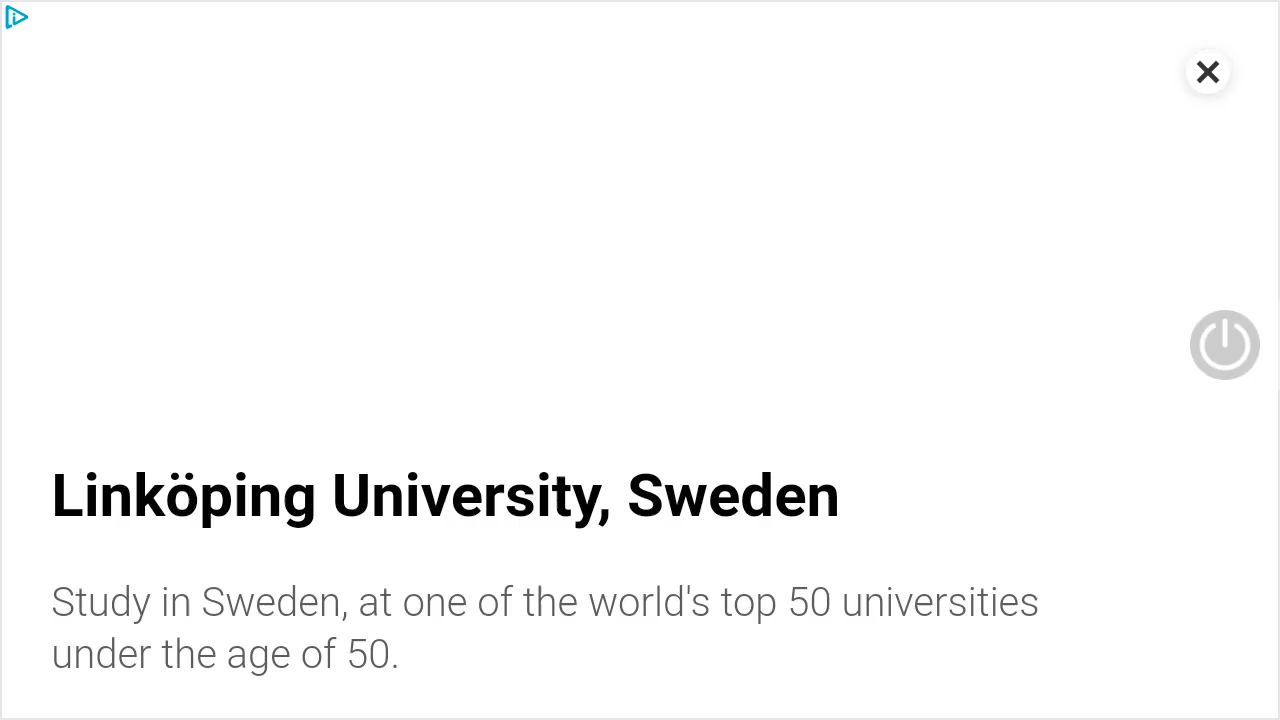 Linköping University, Sweden
Study in Sweden, at one of the world's top 50 universities
under the age of 50.